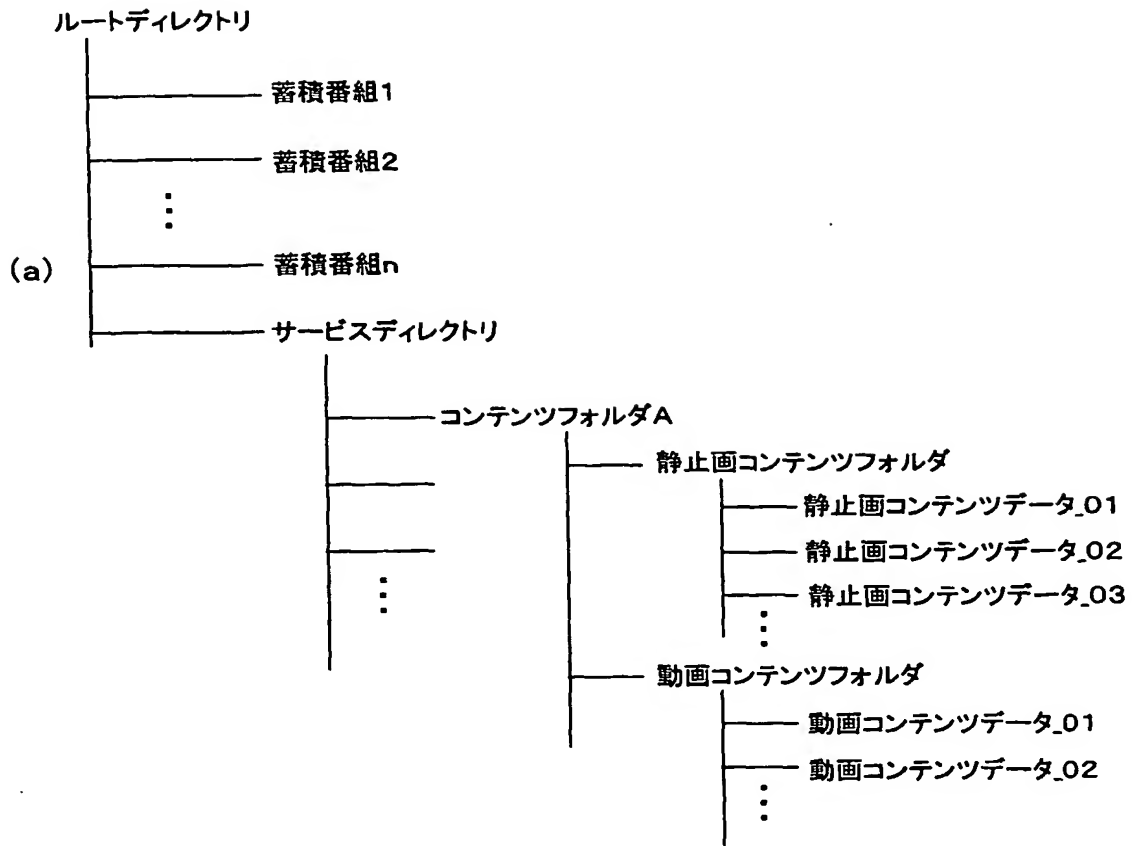 ルートディレクトリ
蓄積番組1
蓄積番組2
蓄積番組n
(a)
サービスディレクトリ
コンテンツフォルダA
静止画コンテンツフォルダ
静止画コンテンツデータ_01
静止画コンテンツデータ_02
静止画コンテンツデータ_03
動画コンテンツフォルダ
動画コンテンツデータ_01
動画コンテンツデータ_02